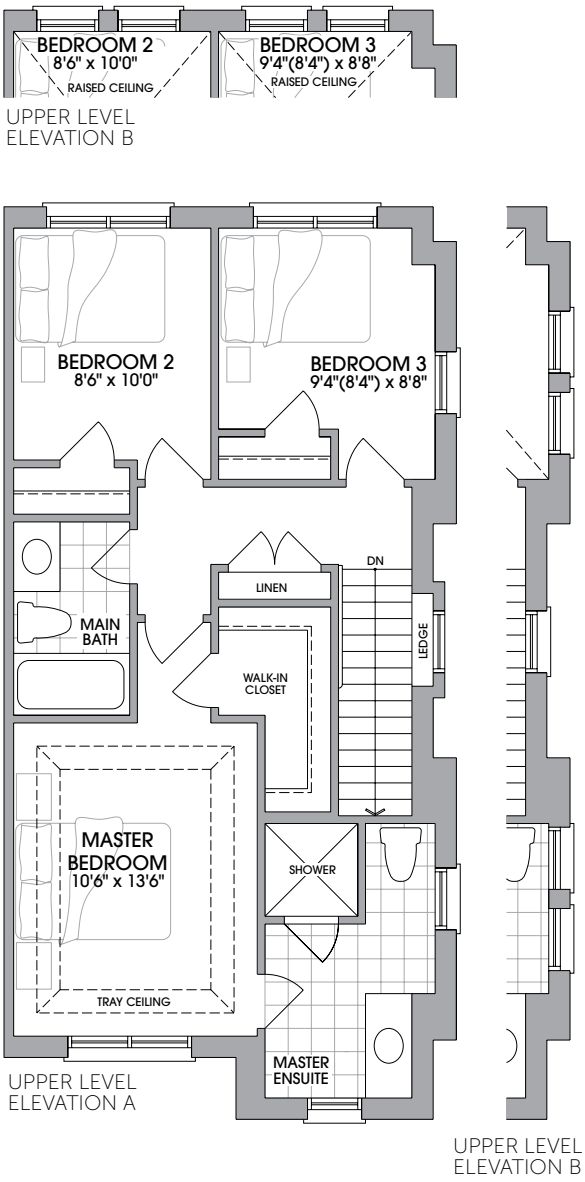 BEDROOM 2
8'6" x 10'0"
RAISED CEILING
BEDROOM 3
9'4"(8'4") x 8'8"
RAISED CEILING
UPPER LEVEL
ELEVATION B
BEDROOM 2
8'6" x 10'0"
BEDROOM 3
9'4"(8'4") x 8'8"
DN
LINEN
MAIN
BATH
LEDGE
WALK-IN
CLOSET
MASTER
BEDROOM
10'6" x 13'6"
SHOWER
TRAY CEILING
MASTER
ENSUITE
UPPER LEVEL
ELEVATION A
UPPER LEVEL
ELEVATION B